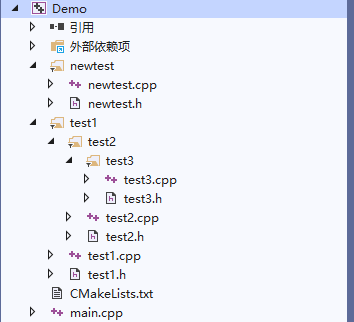 Demo
引用
外部依赖项
newtest
newtest.cpp
newtest.h
test1
test2
test3
test3.cpp
test3.h
test2.cpp
test2.h
test1.cpp
test1.h
CMakeLists.txt
main.cpp